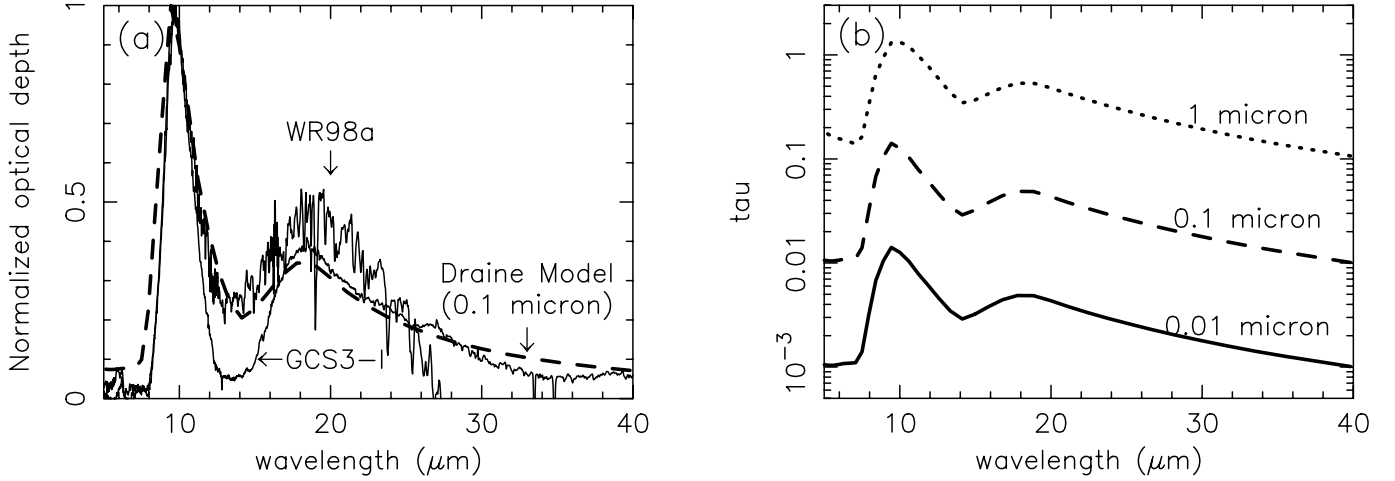 (a)
1
0.5
0
Normalized optical depth
WR98a
Draine Model
(0.1 micron)
GCS3-I
10 20 30 40
wavelength (μm)
(b)
1
0.1
0.01
10⁻³
tau
1 micron
0.1 micron
0.01 micron
10 20 30 40
wavelength (μm)